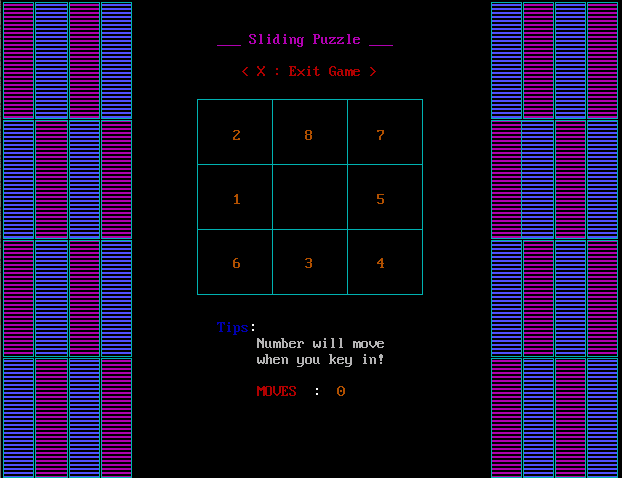 ___ Sliding Puzzle ___
< X : Exit Game >
2 8 7
1 5
6 3 4
Tips:
Number will move
when you key in!
MOVES : 0